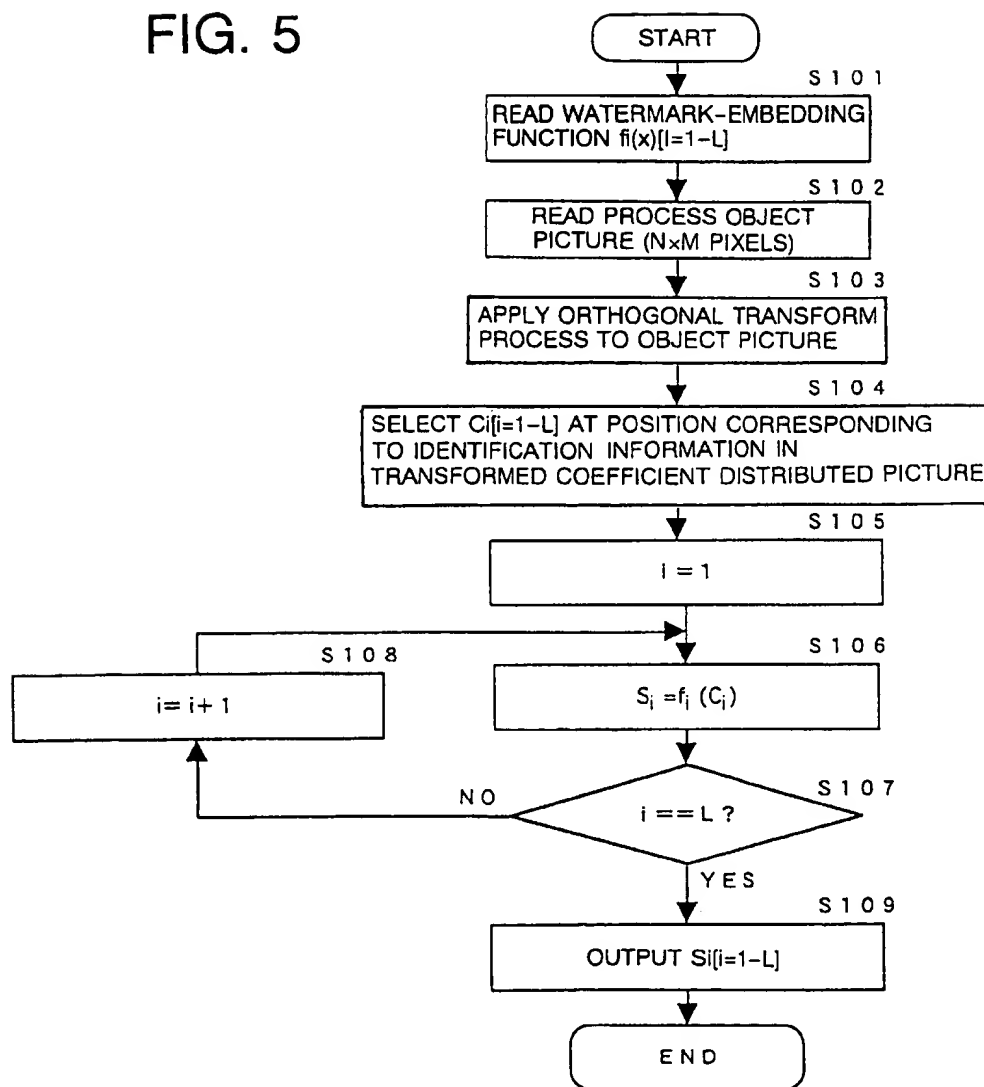 FIG. 5
START
S101
READ WATERMARK-EMBEDDING
FUNCTION fi(x)[I=1-L]
S102
READ PROCESS OBJECT
PICTURE (N×M PIXELS)
S103
APPLY ORTHOGONAL TRANSFORM
PROCESS TO OBJECT PICTURE
S104
SELECT Ci[i=1-L] AT POSITION CORRESPONDING
TO IDENTIFICATION INFORMATION IN
TRANSFORMED COEFFICIENT DISTRIBUTED PICTURE
S105
I = 1
S108
i= i+ 1
S106
Si =fi (Ci)
S107
NO
i == L ?
YES
S109
OUTPUT Si[i=1-L]
END